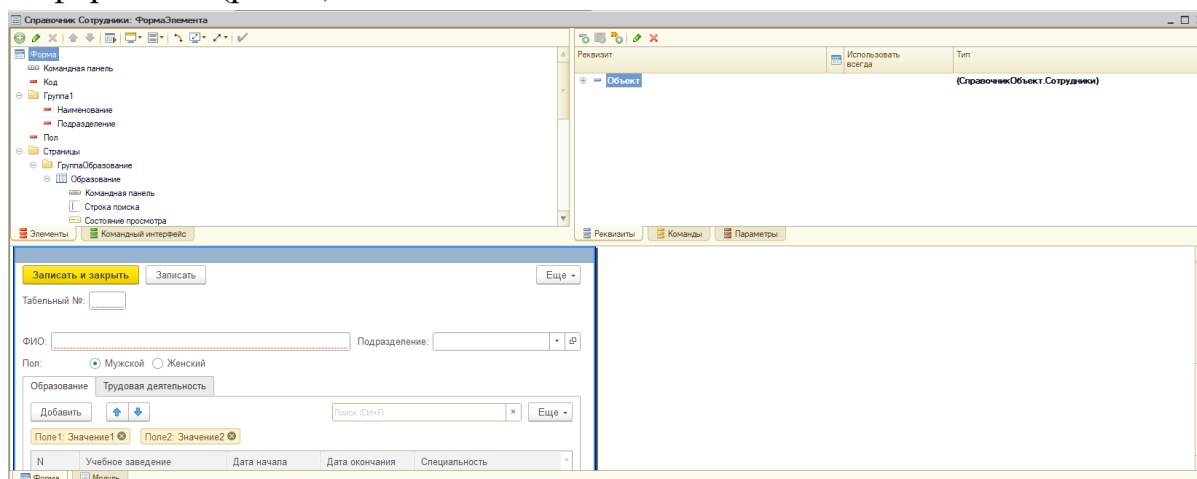 Справочник Сотрудники: ФормаЭлемента
Форма
Командная панель
Код
Группа1
Наименование
Подразделение
Пол
Страницы
ГруппаОбразование
Образование
Командная панель
Строка поиска
Состояние просмотра
Элементы Командный интерфейс
Реквизит Использовать всегда Тип
Объект (СправочникОбъект.Сотрудники)
Реквизиты Команды Параметры
Записать и закрыть Записать Еще
Табельный №:
ФИО: Подразделение:
Пол: Мужской Женский
Образование Трудовая деятельность
Добавить Поиск (Ctrl+F) × Еще
Поле1: Значение1 Поле2: Значение2
N Учебное заведение Дата начала Дата окончания Специальность
Форма Модуль